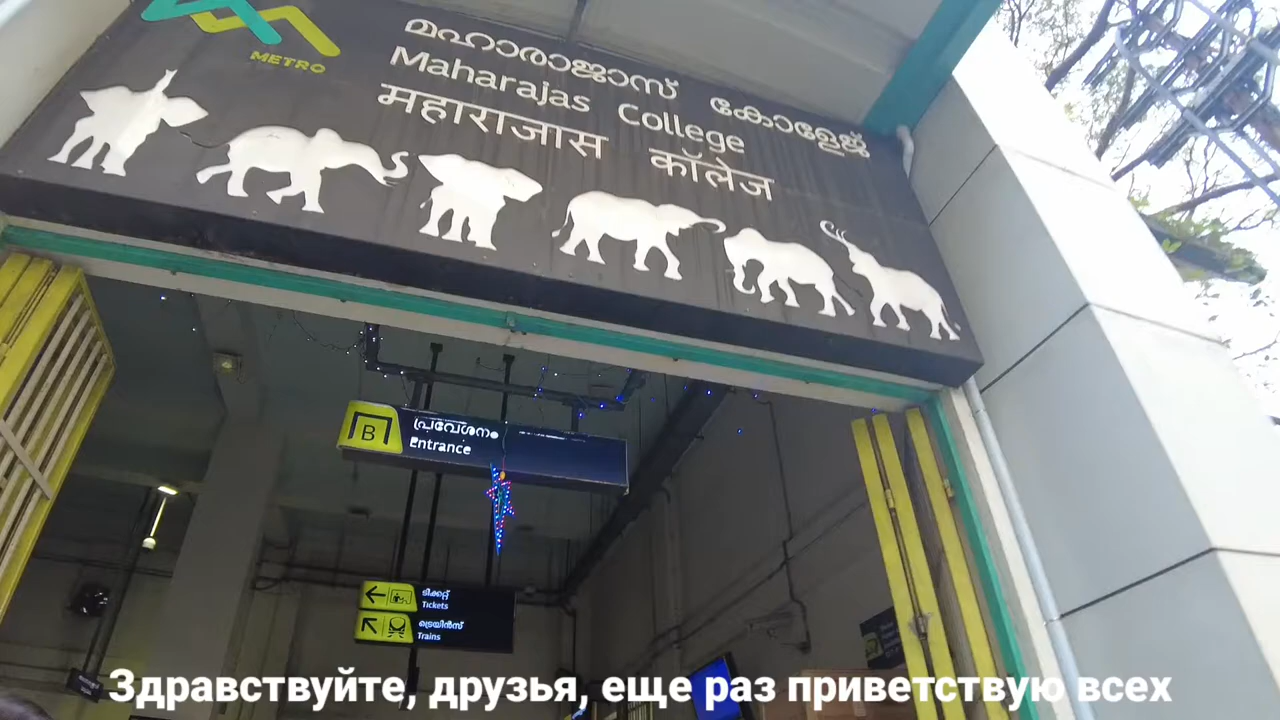 METRO
മഹാരാജാസ് കോളേജ്
Maharajas College
महाराजास कॉलेज
B
പ്രവേശനം
Entrance
ടിക്കറ്റ്
Tickets
ട്രെയിൻസ്
Trains
Здравствуйте, друзья, еще раз приветствую всех